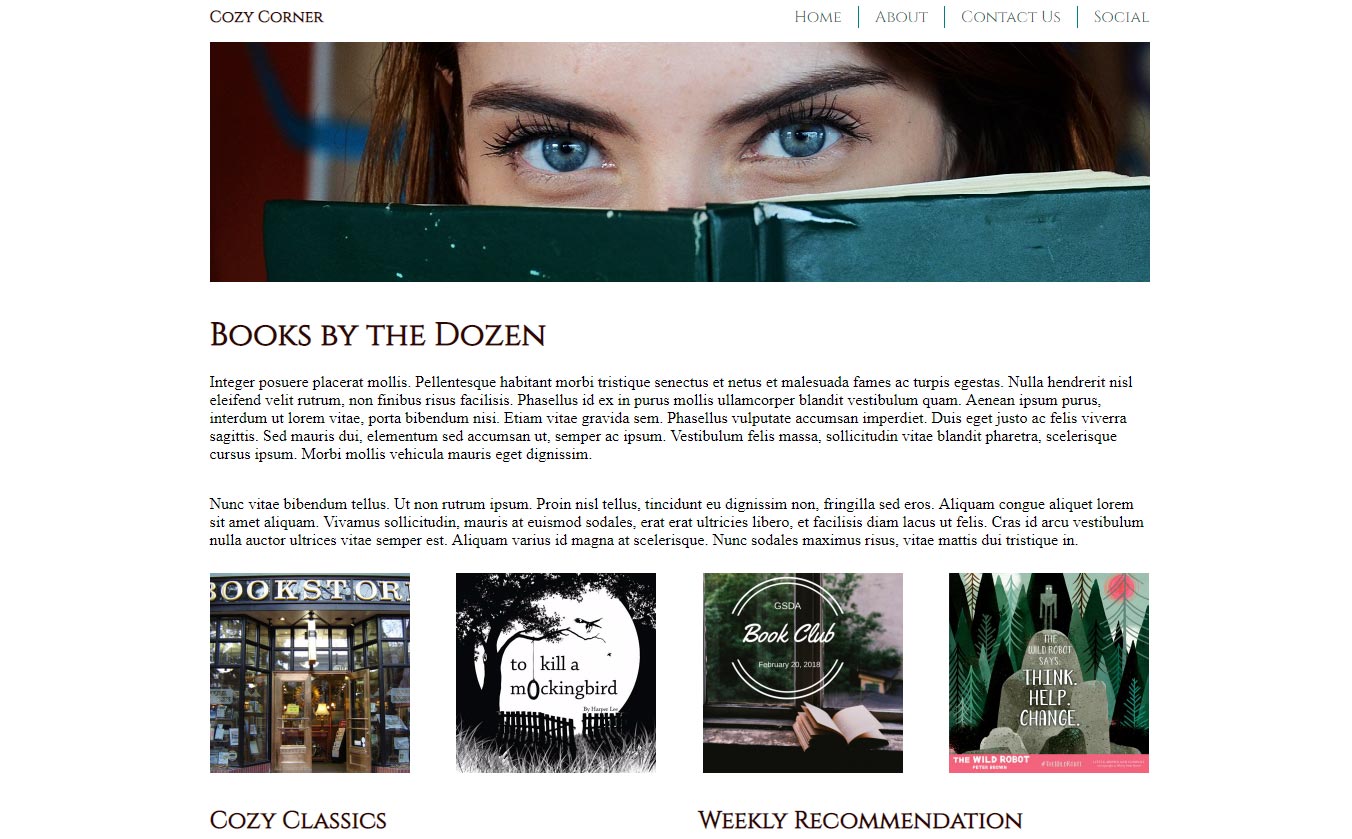 Cozy Corner
Home
About
Contact Us
Social
Books by the Dozen
Integer posuere placerat mollis. Pellentesque habitant morbi tristique senectus et netus et malesuada fames ac turpis egestas. Nulla hendrerit nisl
eleifend velit rutrum, non finibus risus facilisis. Phasellus id ex in purus mollis ullamcorper blandit vestibulum quam. Aenean ipsum purus,
interdum ut lorem vitae, porta bibendum nisi. Etiam vitae gravida sem. Phasellus vulputate accumsan imperdiet. Duis eget justo ac felis viverra
sagittis. Sed mauris dui, elementum sed accumsan ut, semper ac ipsum. Vestibulum felis massa, sollicitudin vitae blandit pharetra, scelerisque
cursus ipsum. Morbi mollis vehicula mauris eget dignissim.
Nunc vitae bibendum tellus. Ut non rutrum ipsum. Proin nisl tellus, tincidunt eu dignissim non, fringilla sed eros. Aliquam congue aliquet lorem
sit amet aliquam. Vivamus sollicitudin, mauris at euismod sodales, erat erat ultricies libero, et facilisis diam lacus ut felis. Cras id arcu vestibulum
nulla auctor ultrices vitae semper est. Aliquam varius id magna at scelerisque. Nunc sodales maximus risus, vitae mattis dui tristique in.
BOOKSTOR
to kill a
mockingbird
By Harper Lee
GSDA
Book Club
February 20, 2018
THE
WILD ROBOT
SAYS:
THINK.
HELP.
CHANGE.
THE WILD ROBOT
PETER BROWN
#THEWILDROBOT
Cozy Classics
Weekly Recommendation